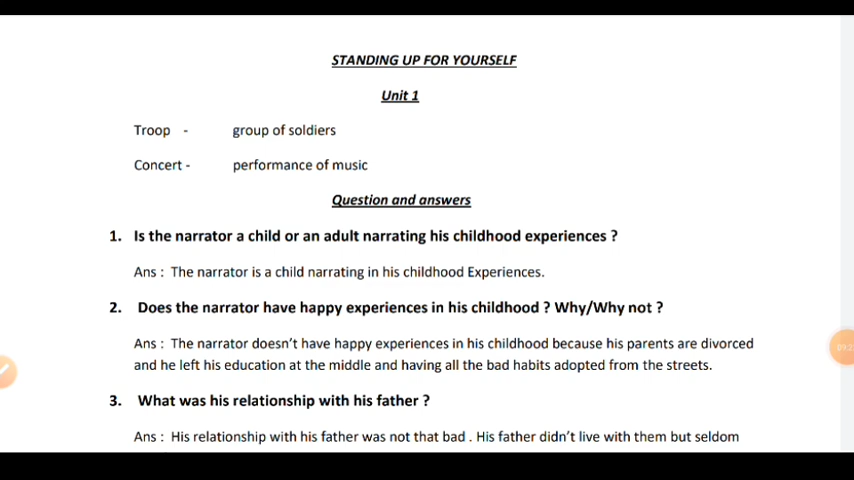 STANDING UP FOR YOURSELF
Unit 1
Troop - group of soldiers
Concert - performance of music
Question and answers
1. Is the narrator a child or an adult narrating his childhood experiences ?
Ans : The narrator is a child narrating in his childhood Experiences.
2. Does the narrator have happy experiences in his childhood ? Why/Why not ?
Ans : The narrator doesn't have happy experiences in his childhood because his parents are divorced
and he left his education at the middle and having all the bad habits adopted from the streets.
3. What was his relationship with his father ?
Ans : His relationship with his father was not that bad . His father didn't live with them but seldom